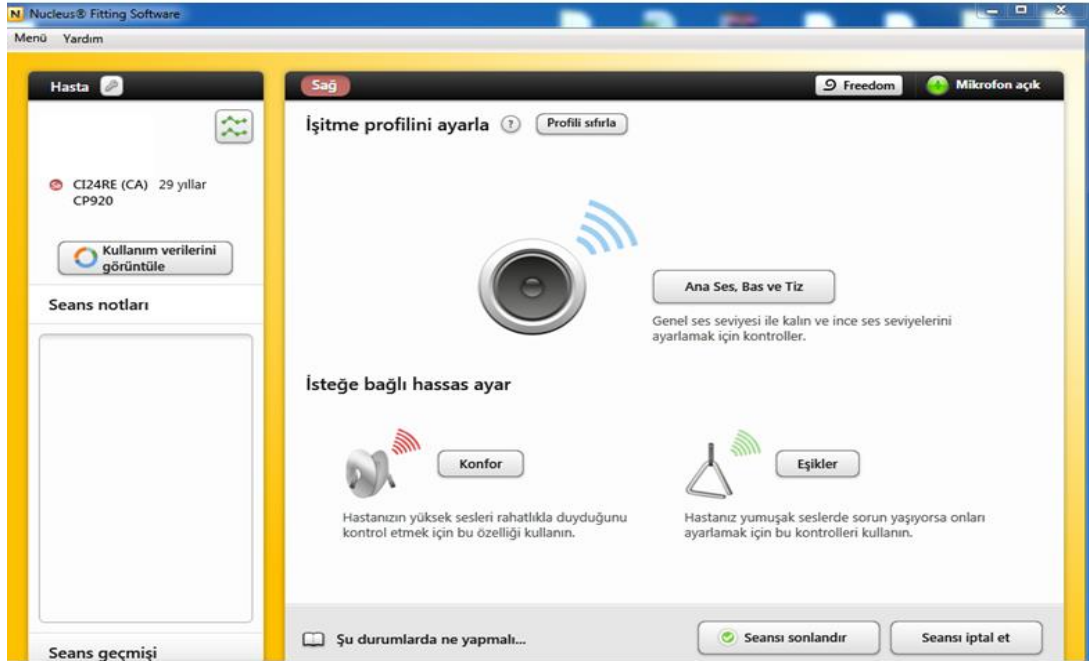 Nucleus® Fitting Software
Menü Yardım
Hasta
CI24RE (CA) 29 yıllar
CP920
Kullanım verilerini
görüntüle
Seans notları
Seans geçmişi
Sağ
Freedom
Mikrofon açık
İşitme profilini ayarla ? Profili sıfırla
Ana Ses, Bas ve Tiz
Genel ses seviyesi ile kalın ve ince ses seviyelerini
ayarlamak için kontroller.
İsteğe bağlı hassas ayar
Konfor
Hastanızın yüksek sesleri rahatlıkla duyduğunu
kontrol etmek için bu özelliği kullanın.
Eşikler
Hastanız yumuşak seslerde sorun yaşıyorsa onları
ayarlamak için bu kontrolleri kullanın.
Şu durumlarda ne yapmalı...
Seansı sonlandır
Seansı iptal et